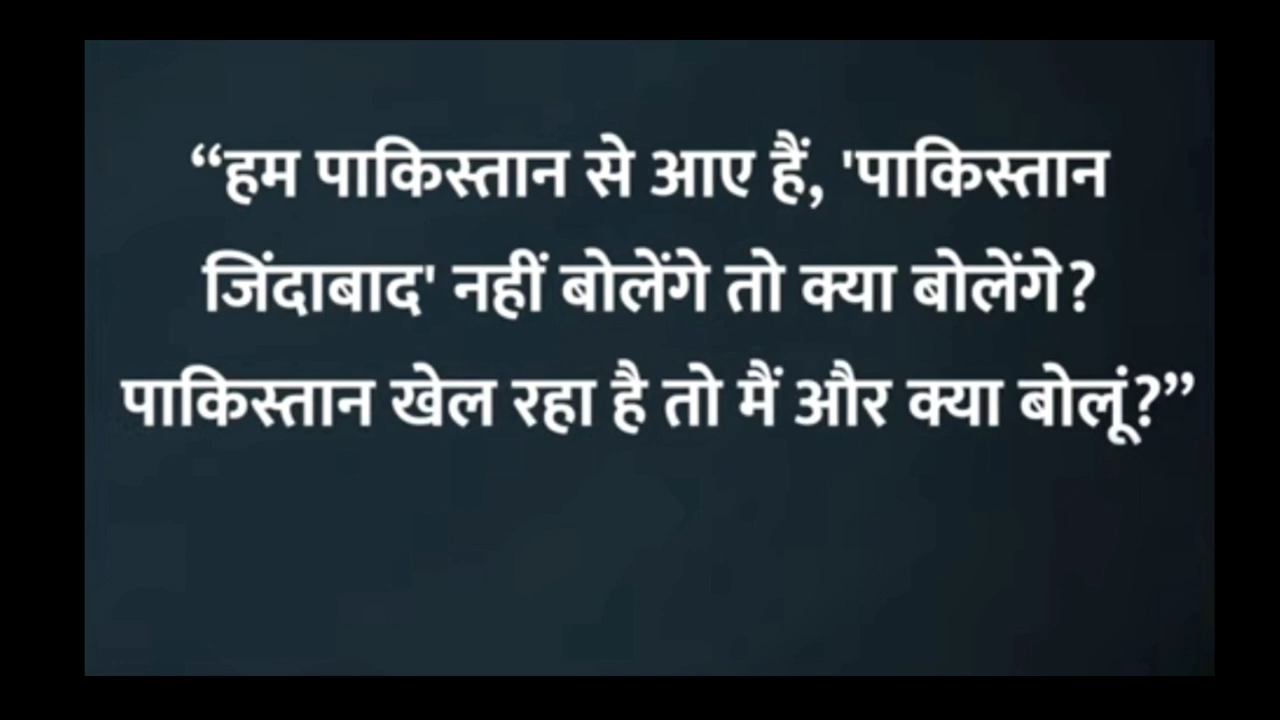 “हम पाकिस्तान से आए हैं, 'पाकिस्तान
जिंदाबाद' नहीं बोलेंगे तो क्या बोलेंगे?
पाकिस्तान खेल रहा है तो मैं और क्या बोलूं?”